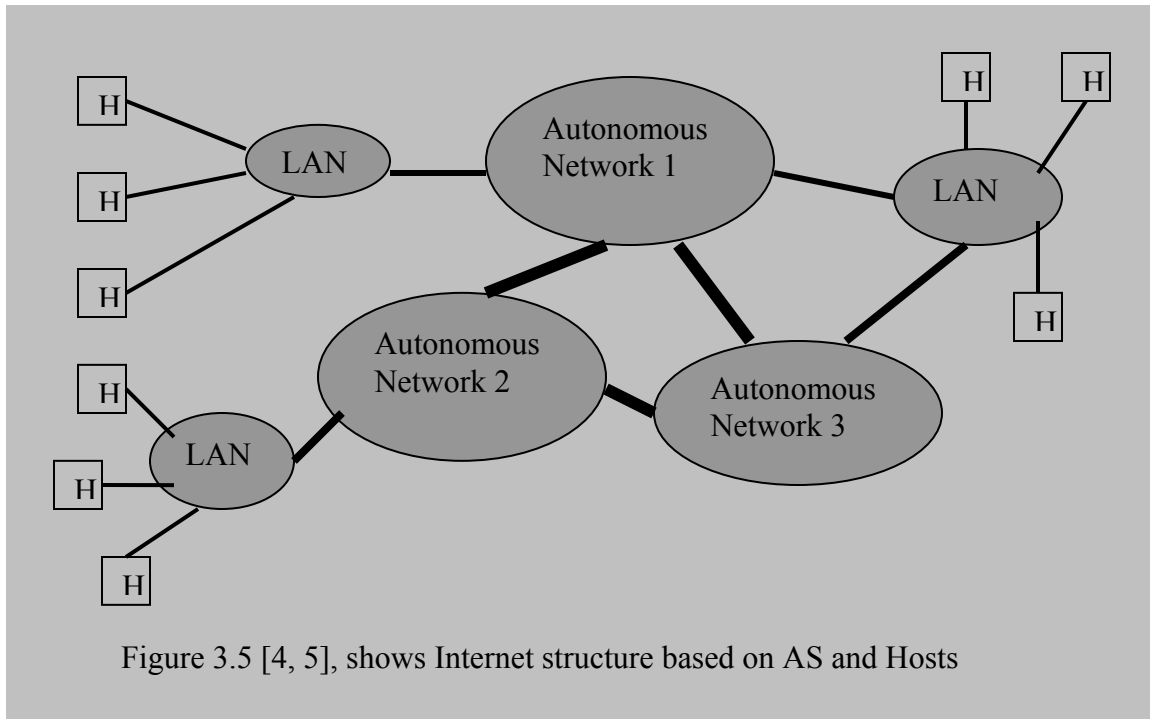 H
H
H
LAN
Autonomous
Network 1
H
H
LAN
H
Autonomous
Network 2
Autonomous
Network 3
H
LAN
H
H
Figure 3.5 [4, 5], shows Internet structure based on AS and Hosts